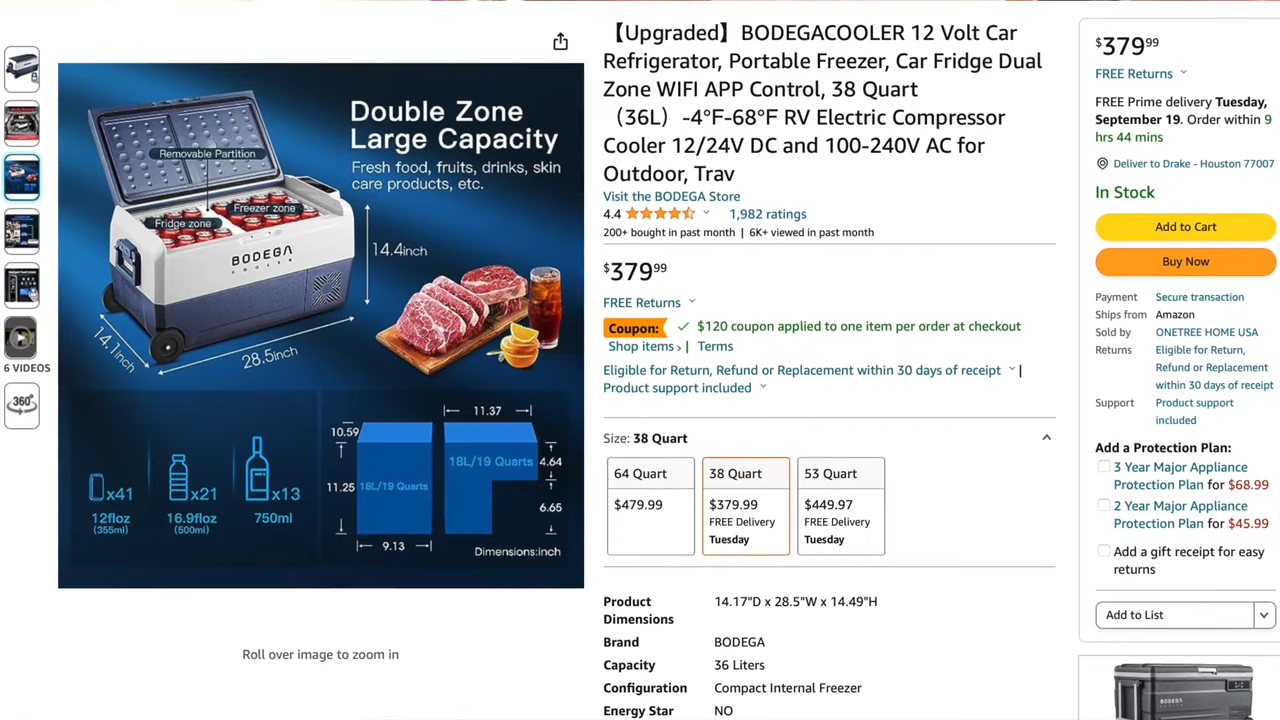 6 VIDEOS
360°
Double Zone
Large Capacity
Fresh food, fruits, drinks, skin
care products, etc.
Removable Partition
Freezer zone
Fridge zone
BODEGA
COOLER
14.4inch
14.1inch
28.5inch
x41
12floz
(355ml)
x21
16.9floz
(500ml)
x13
750ml
10.59
11.25
18L/19 Quarts
9.13
11.37
18L/19 Quarts
4.64
6.65
Dimensions:inch
Roll over image to zoom in
【Upgraded】BODEGACOOLER 12 Volt Car
Refrigerator, Portable Freezer, Car Fridge Dual
Zone WIFI APP Control, 38 Quart
（36L）-4°F-68°F RV Electric Compressor
Cooler 12/24V DC and 100-240V AC for
Outdoor, Trav
Visit the BODEGA Store
4.4 1,982 ratings
200+ bought in past month | 6K+ viewed in past month
$379.99
FREE Returns
Coupon: $120 coupon applied to one item per order at checkout
Shop items › | Terms
Eligible for Return, Refund or Replacement within 30 days of receipt |
Product support included
Size: 38 Quart
64 Quart
$479.99
38 Quart
$379.99
FREE Delivery
Tuesday
53 Quart
$449.97
FREE Delivery
Tuesday
Product Dimensions 14.17"D x 28.5"W x 14.49"H
Brand BODEGA
Capacity 36 Liters
Configuration Compact Internal Freezer
Energy Star NO
$379.99
FREE Returns
FREE Prime delivery Tuesday,
September 19. Order within 9
hrs 44 mins
Deliver to Drake - Houston 77007
In Stock
Add to Cart
Buy Now
Payment Secure transaction
Ships from Amazon
Sold by ONETREE HOME USA
Returns Eligible for Return,
Refund or Replacement
within 30 days of receipt
Support Product support
included
Add a Protection Plan:
3 Year Major Appliance
Protection Plan for $68.99
2 Year Major Appliance
Protection Plan for $45.99
Add a gift receipt for easy
returns
Add to List